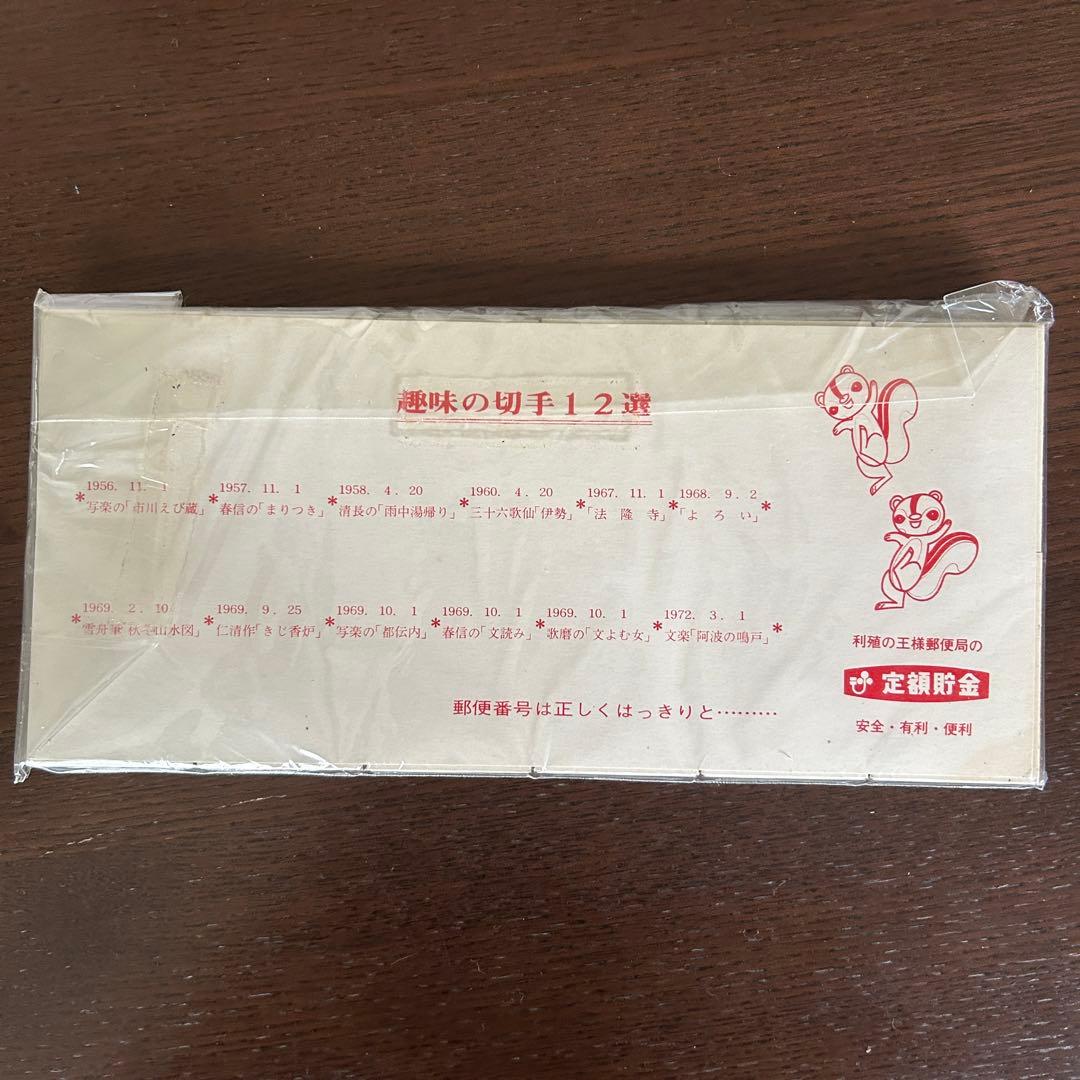 趣味の切手12選
1956. 11. 1 1957. 11. 1 1958. 4. 20 1960. 4. 20 1967. 11. 1 1968. 9. 2
*写楽の「市川えび蔵」*春信の「まりつき」*清長の「雨中湯帰り」*三十六歌仙「伊勢」*「法隆寺」*「よろい」*
1969. 2. 10 1969. 9. 25 1969. 10. 1 1969. 10. 1 1969. 10. 1 1972. 3. 1
*雪舟筆「秋冬山水図」*仁清作「きじ香炉」*写楽の「都伝内」*春信の「文読み」*歌麿の「文よむ女」*文楽「阿波の鳴戸」*
郵便番号は正しくはっきりと………
利殖の王様郵便局の
定額貯金
安全・有利・便利